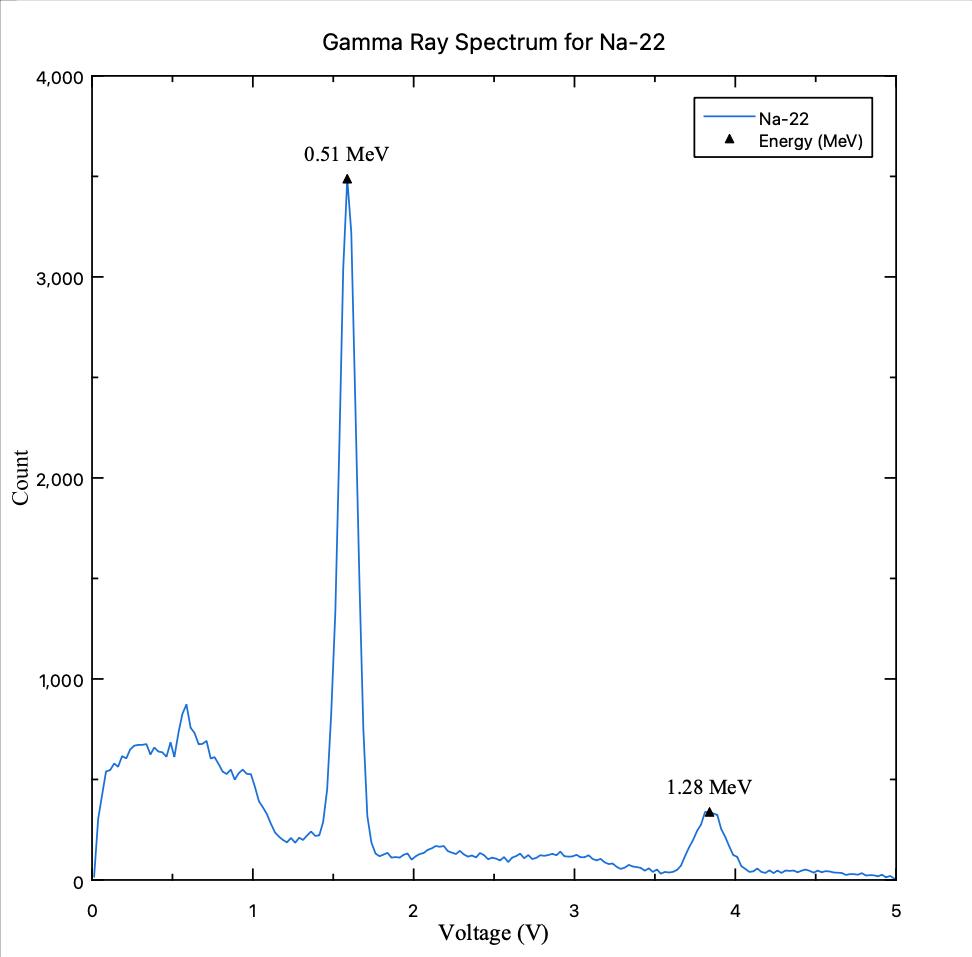 Gamma Ray Spectrum for Na-22
4,000
Na-22
Energy (MeV)
0.51 MeV
3,000
Count
2,000
1,000
1.28 MeV
0
0 1 2 3 4 5
Voltage (V)